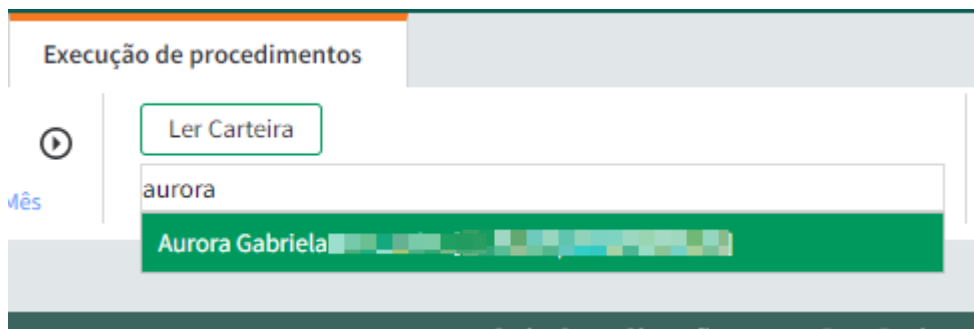 Execução de procedimentos
Ler Carteira
Mês
aurora
Aurora Gabriela